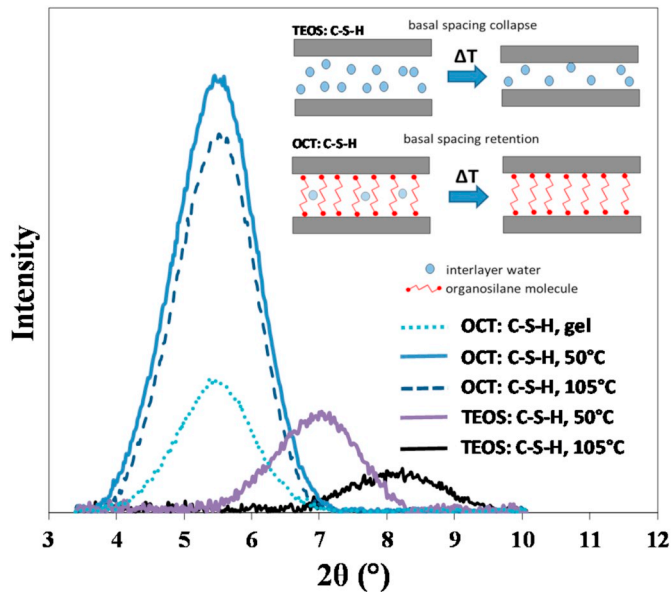 basal spacing collapse
TEOS: C-S-H
ΔT
basal spacing retention
OCT: C-S-H
ΔT
interlayer water
organosilane molecule
OCT: C-S-H, gel
OCT: C-S-H, 50°C
OCT: C-S-H, 105°C
TEOS: C-S-H, 50°C
TEOS: C-S-H, 105°C
Intensity
3 4 5 6 7 8 9 10 11 12
2θ (°)